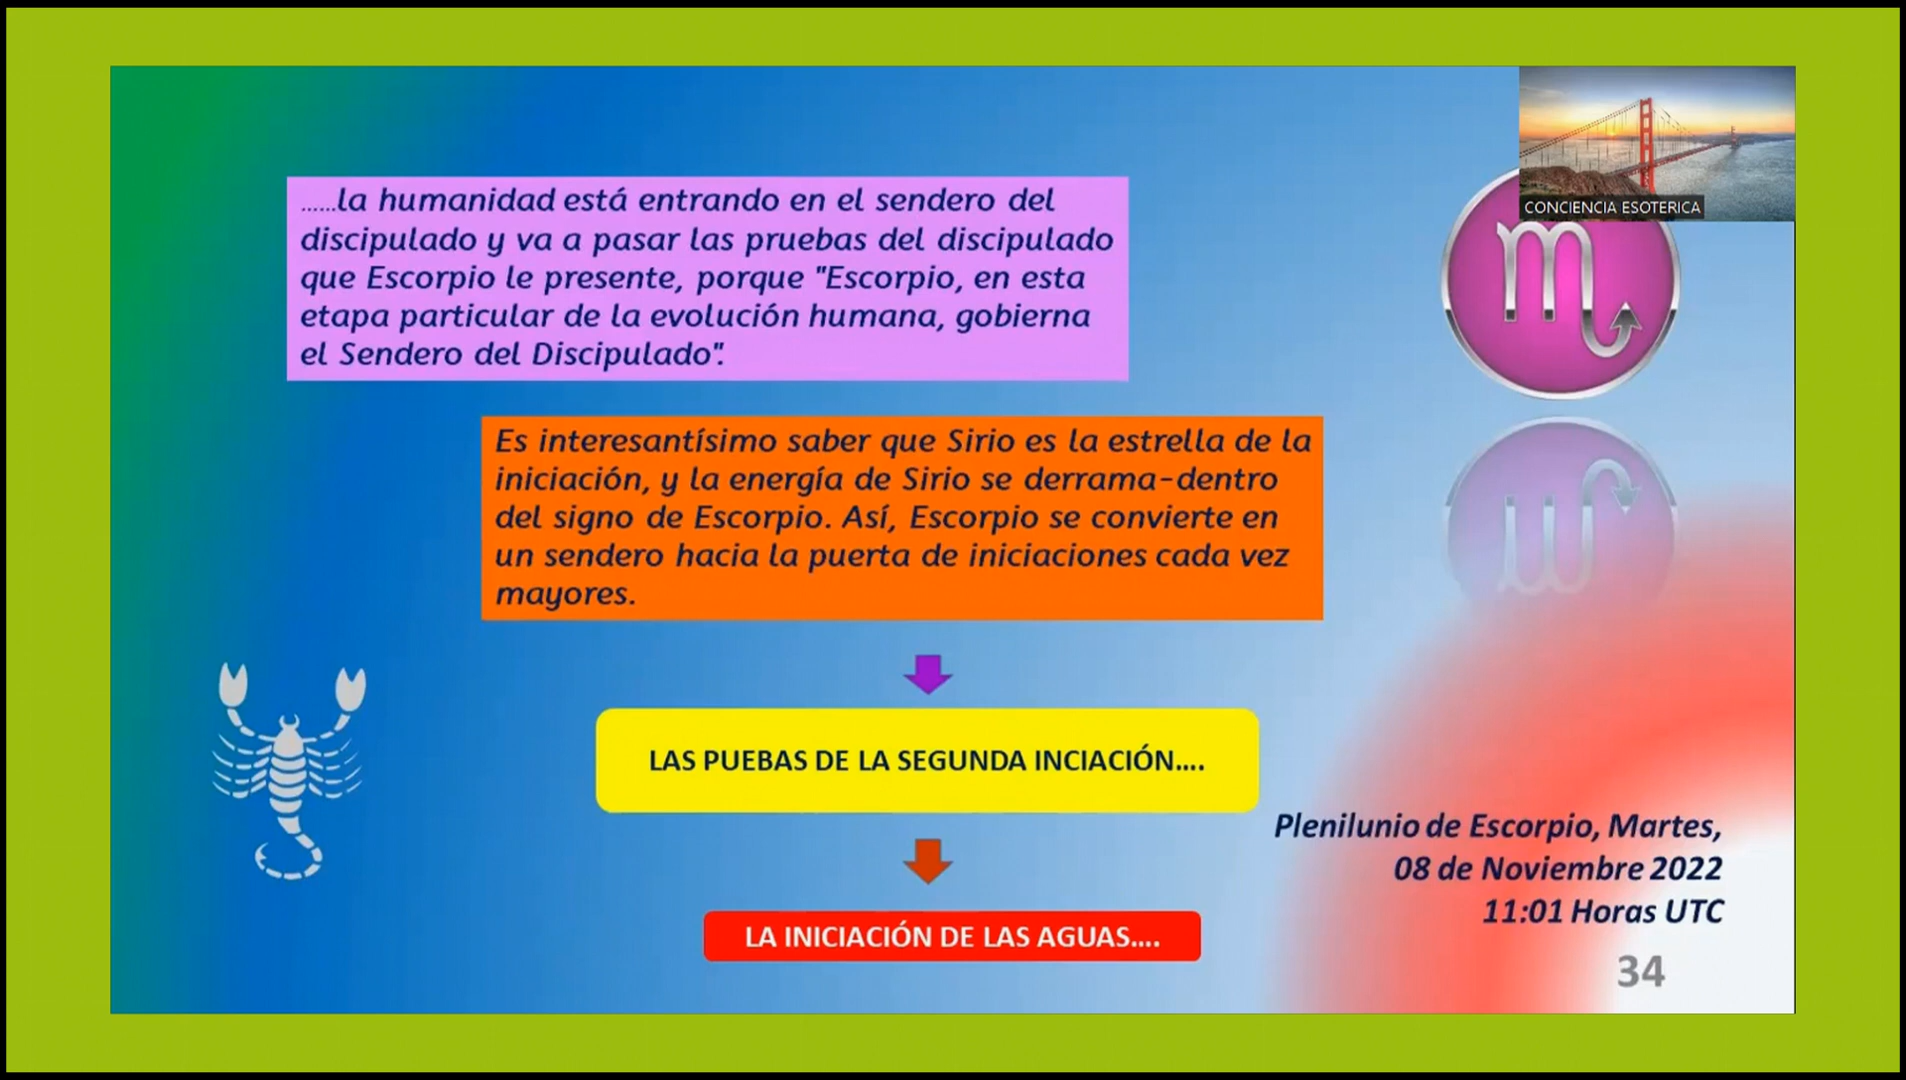 CONCIENCIA ESOTERICA
......la humanidad está entrando en el sendero del
discipulado y va a pasar las pruebas del discipulado
que Escorpio le presente, porque "Escorpio, en esta
etapa particular de la evolución humana, gobierna
el Sendero del Discipulado".
Es interesantísimo saber que Sirio es la estrella de la
iniciación, y la energía de Sirio se derrama-dentro
del signo de Escorpio. Así, Escorpio se convierte en
un sendero hacia la puerta de iniciaciones cada vez
mayores.
LAS PUEBAS DE LA SEGUNDA INCIACIÓN....
LA INICIACIÓN DE LAS AGUAS....
Plenilunio de Escorpio, Martes,
08 de Noviembre 2022
11:01 Horas UTC
34